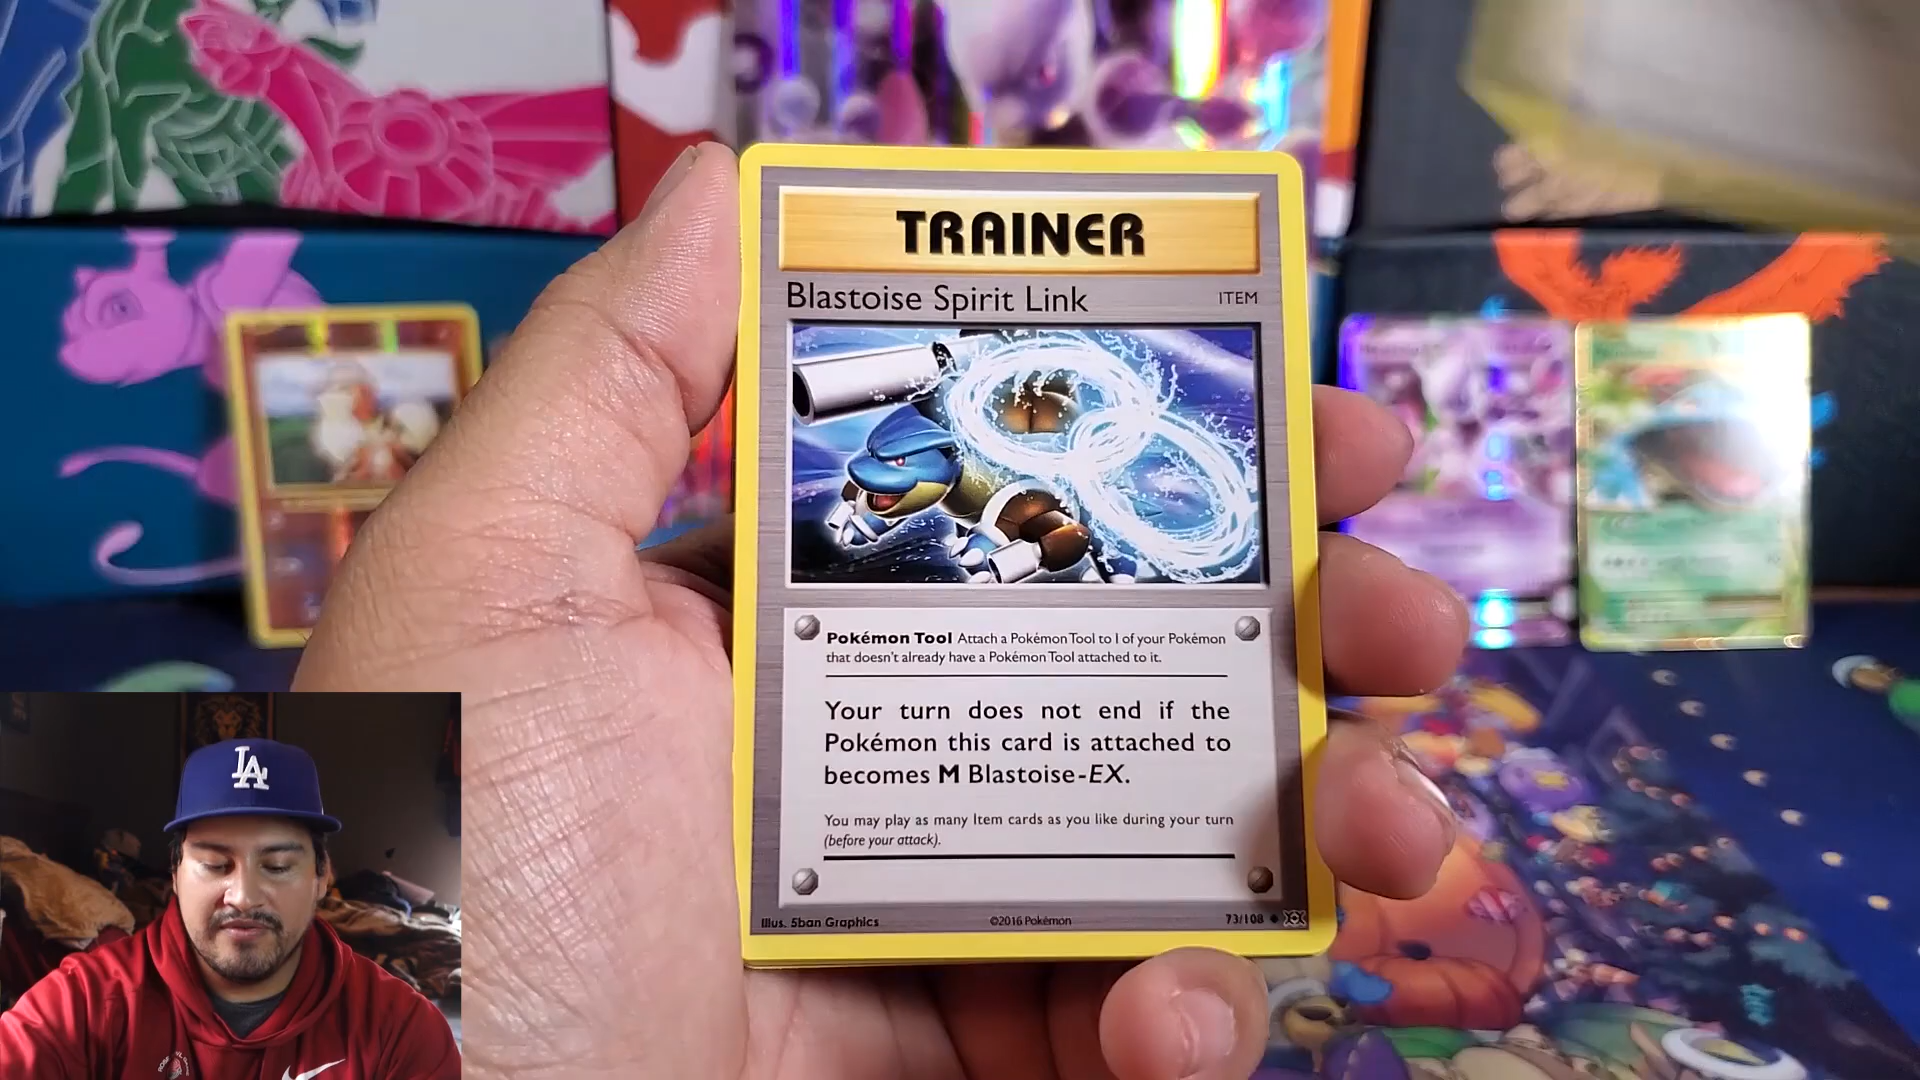 TRAINER
Blastoise Spirit Link ITEM
Pokémon Tool Attach a Pokémon Tool to 1 of your Pokémon
that doesn't already have a Pokémon Tool attached to it.
Your turn does not end if the
Pokémon this card is attached to
becomes M Blastoise-EX.
You may play as many Item cards as you like during your turn
(before your attack).
Illus. 5ban Graphics ©2016 Pokémon 73/108
LA